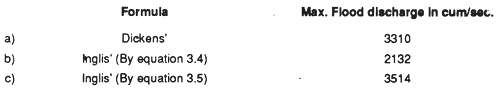 Formula Max. Flood discharge in cum/sec.
a) Dickens' 3310
b) Inglis' (By equation 3.4) 2132
c) Inglis' (By equation 3.5) 3514